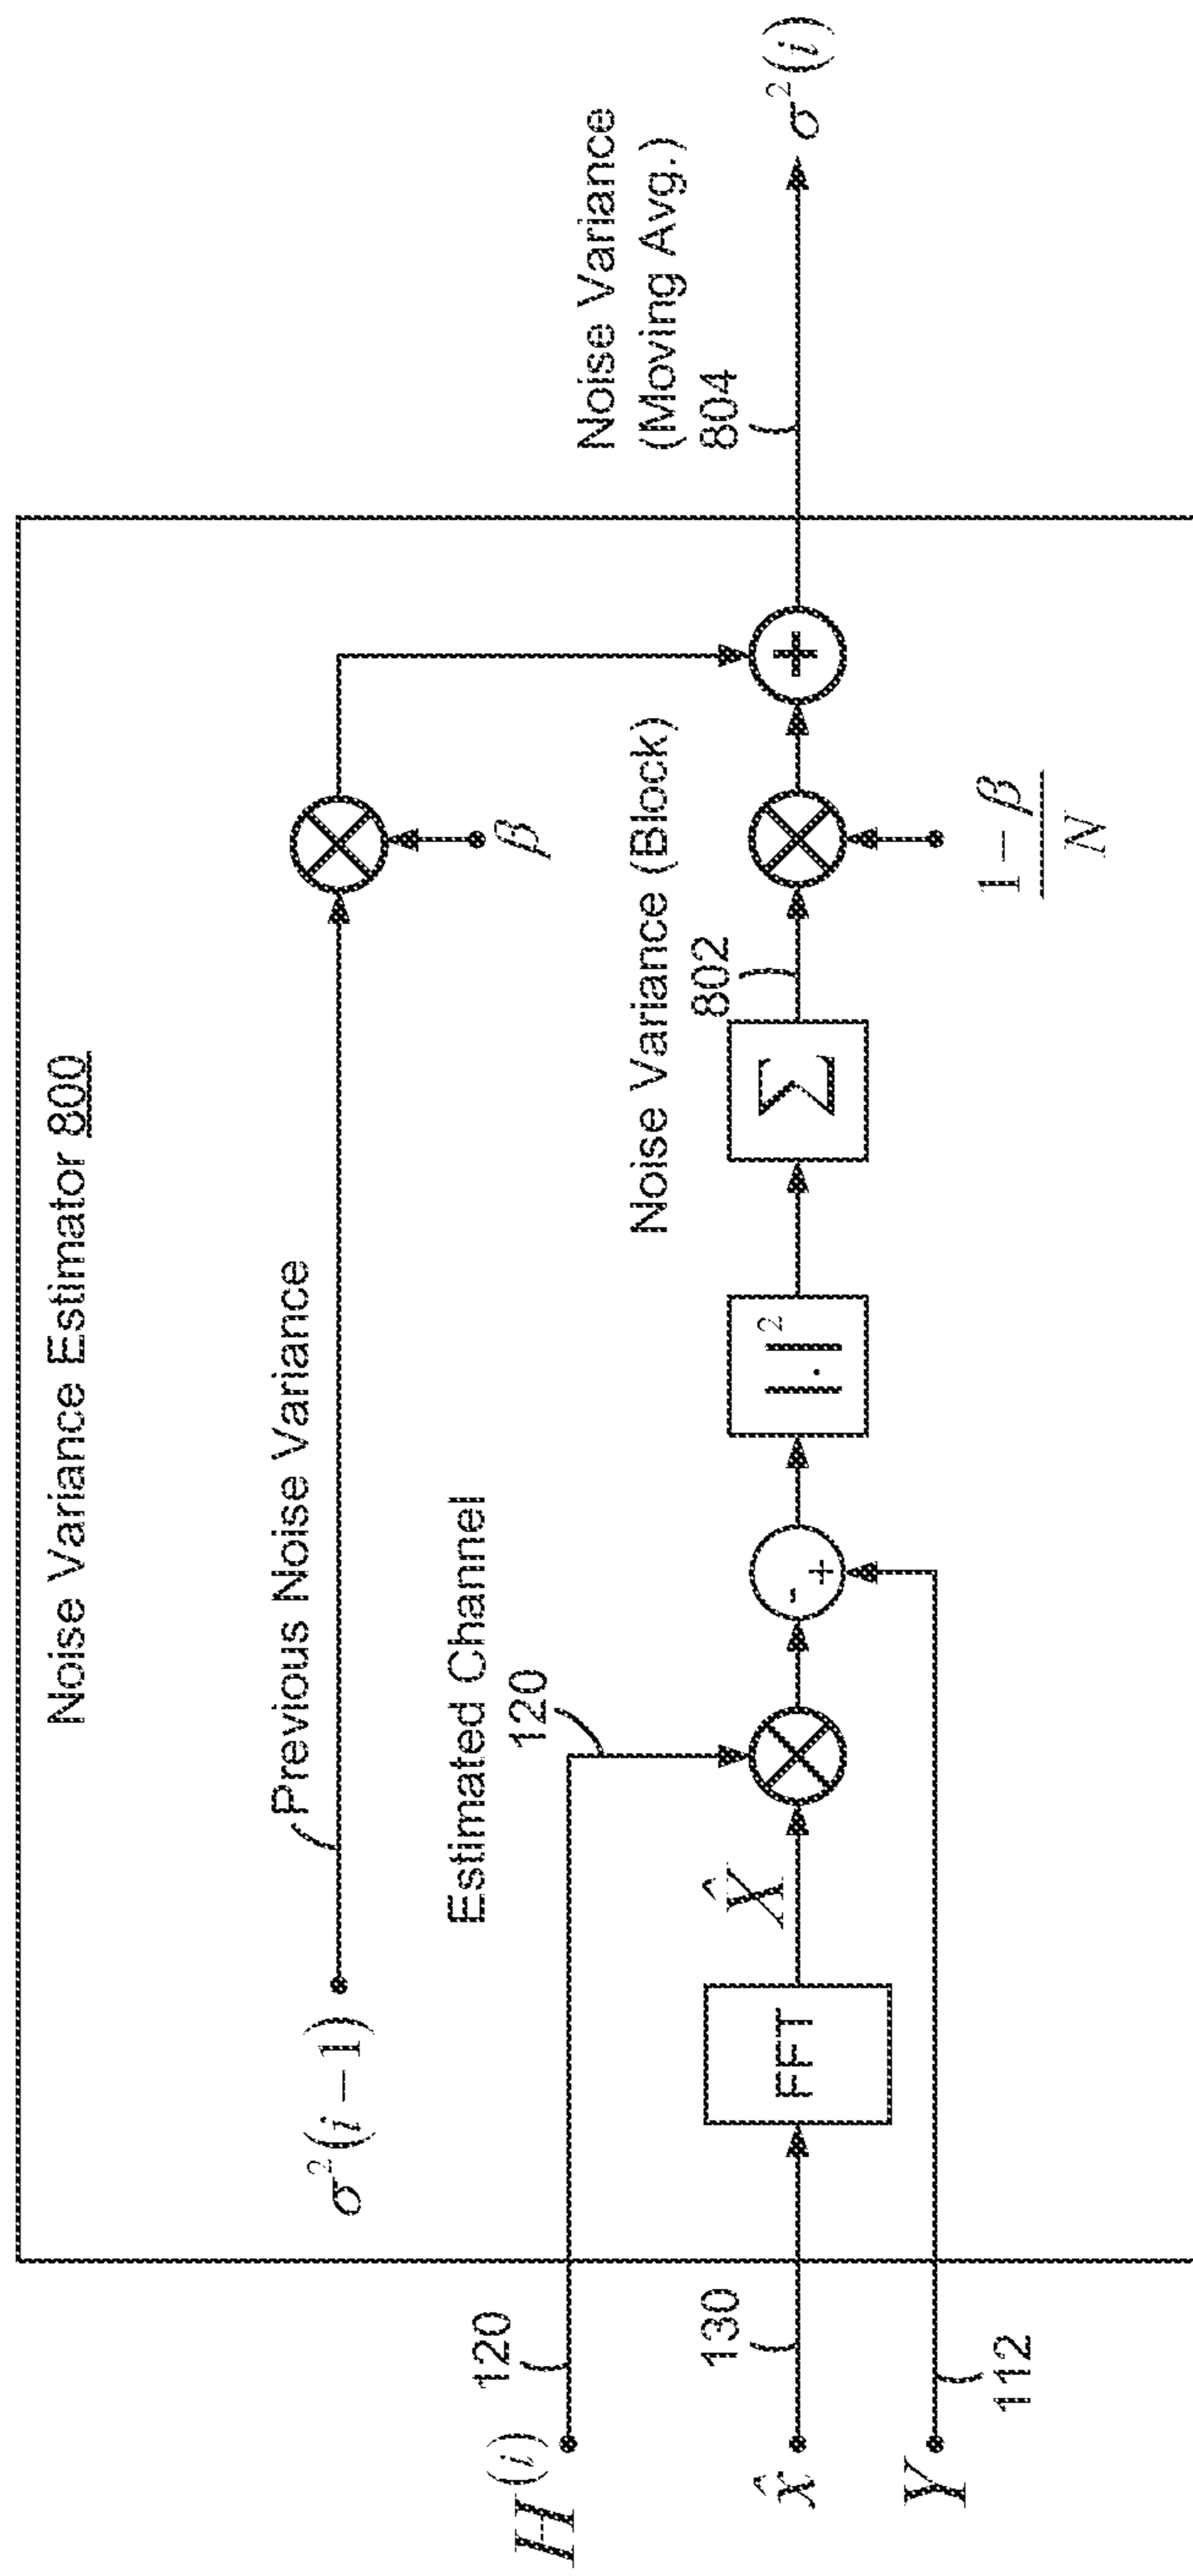 Noise Variance Estimator 800
σ²(i−1)
Previous Noise Variance
β
H^(i)
120
Estimated Channel
120
x̂
130
FFT
X̂
- +
|·|²
Σ
Noise Variance (Block)
802
+
Noise Variance
(Moving Avg.)
804
σ²(i)
1−β
N
Y
112